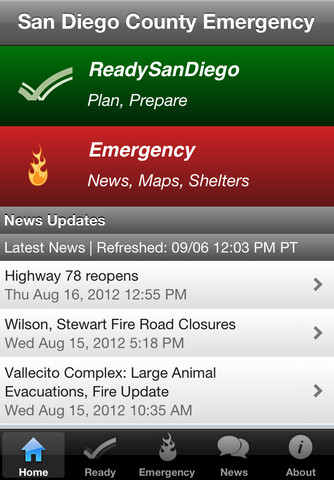 San Diego County Emergency
ReadySanDiego
Plan, Prepare
Emergency
News, Maps, Shelters
News Updates
Latest News | Refreshed: 09/06 12:03 PM PT
Highway 78 reopens
Thu Aug 16, 2012 12:55 PM
Wilson, Stewart Fire Road Closures
Wed Aug 15, 2012 5:18 PM
Vallecito Complex: Large Animal
Evacuations, Fire Update
Wed Aug 15, 2012 10:35 AM
Home Ready Emergency News About